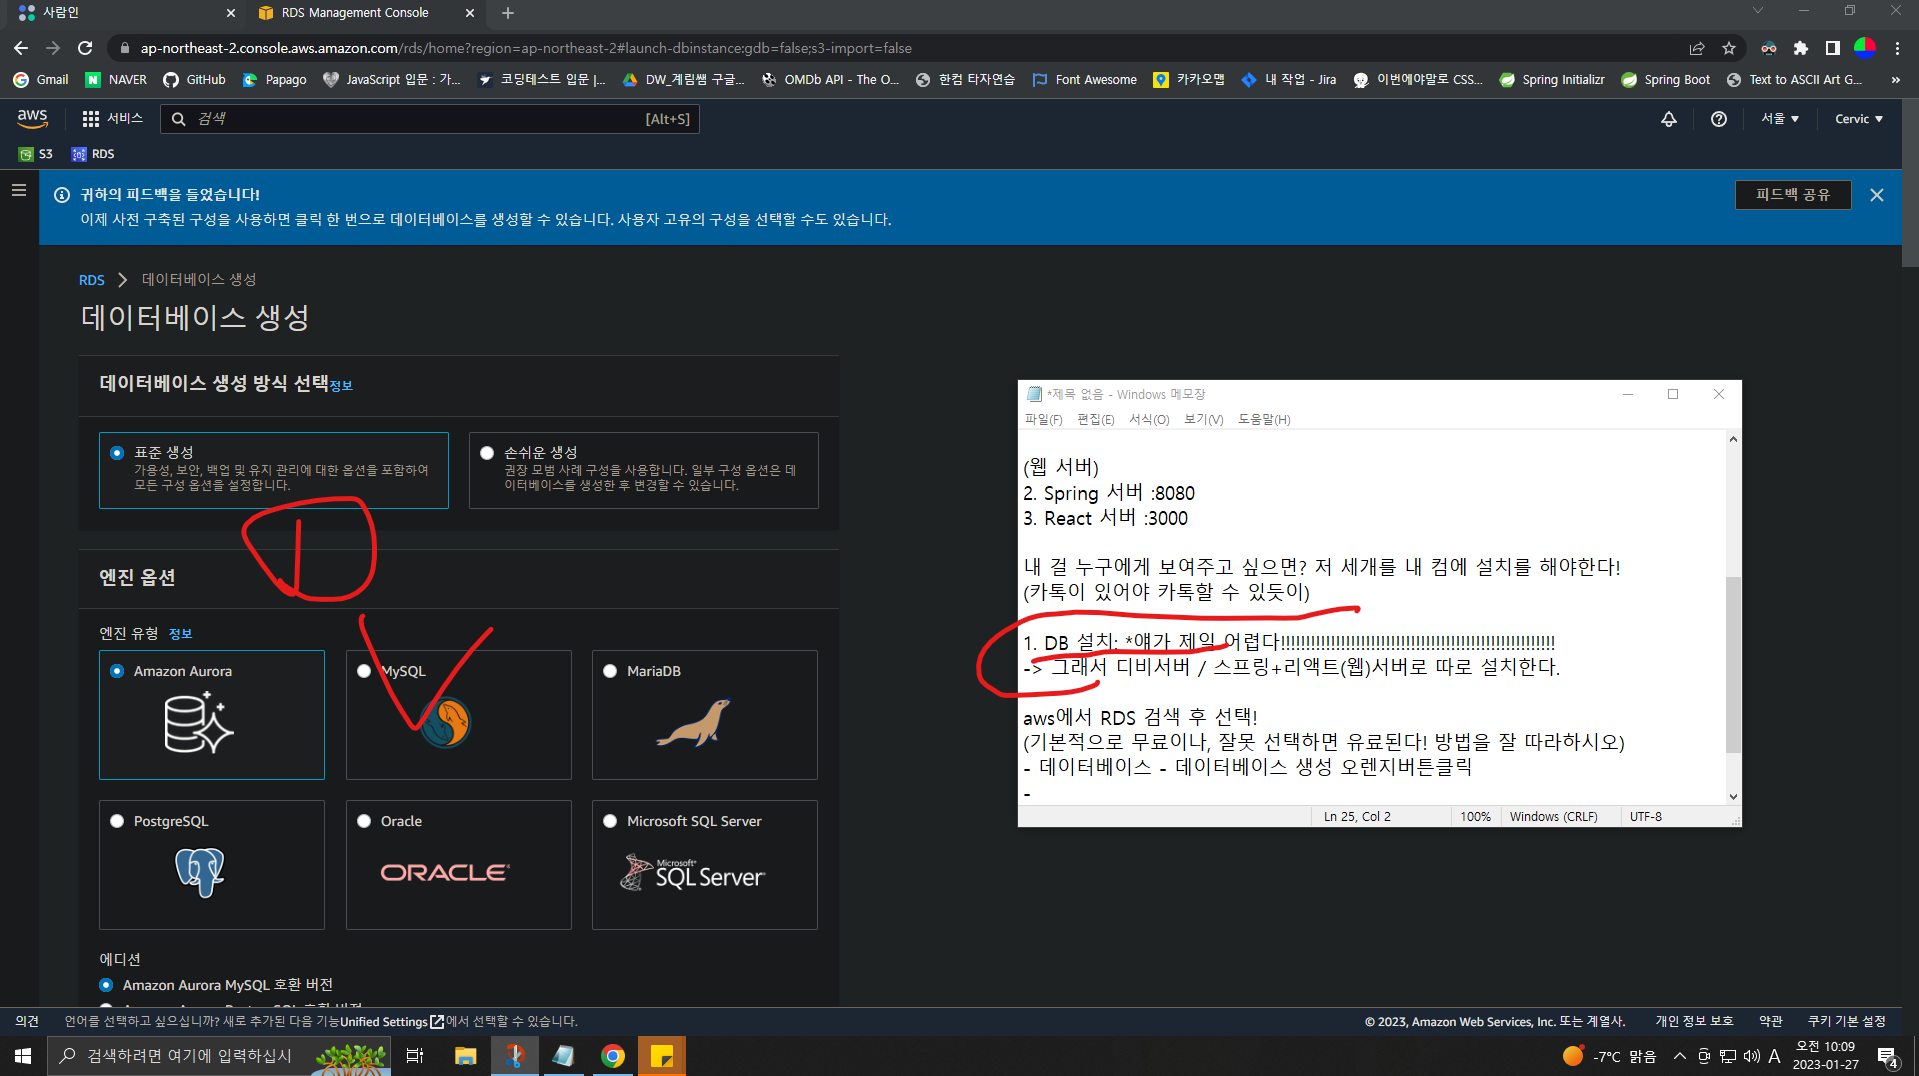 사람인
RDS Management Console
ap-northeast-2.console.aws.amazon.com/rds/home?region=ap-northeast-2#launch-dbinstance:gdb=false;s3-import=false
Gmail
NAVER
GitHub
Papago
JavaScript 입문 : 가...
코딩테스트 입문 |...
DW_계림쌤 구글...
OMDb API - The O...
한컴 타자연습
Font Awesome
카카오맵
내 작업 - Jira
이번에야말로 CSS...
Spring Initializr
Spring Boot
Text to ASCII Art G...
»
aws
서비스
검색
[Alt+S]
서울
Cervic
S3
RDS
귀하의 피드백을 들었습니다!
이제 사전 구축된 구성을 사용하면 클릭 한 번으로 데이터베이스를 생성할 수 있습니다. 사용자 고유의 구성을 선택할 수도 있습니다.
피드백 공유
RDS
데이터베이스 생성
데이터베이스 생성
데이터베이스 생성 방식 선택정보
표준 생성
가용성, 보안, 백업 및 유지 관리에 대한 옵션을 포함하여
모든 구성 옵션을 설정합니다.
손쉬운 생성
권장 모범 사례 구성을 사용합니다. 일부 구성 옵션은 데
이터베이스를 생성한 후 변경할 수 있습니다.
1
엔진 옵션
엔진 유형 정보
Amazon Aurora
MySQL
MariaDB
PostgreSQL
Oracle
ORACLE
Microsoft SQL Server
Microsoft
SQL Server
에디션
Amazon Aurora MySQL 호환 버전
*제목 없음 - Windows 메모장
파일(F) 편집(E) 서식(O) 보기(V) 도움말(H)
(웹 서버)
2. Spring 서버 :8080
3. React 서버 :3000
내 걸 누구에게 보여주고 싶으면? 저 세개를 내 컴에 설치를 해야한다!
(카톡이 있어야 카톡할 수 있듯이)
1. DB 설치: *얘가 제일 어렵다!!!!!!!!!!!!!!!!!!!!!!!!!!!!!!!!!!!!!!!!!!!!!!!!!!!!!!!
-> 그래서 디비서버 / 스프링+리액트(웹)서버로 따로 설치한다.
aws에서 RDS 검색 후 선택!
(기본적으로 무료이나, 잘못 선택하면 유료된다! 방법을 잘 따라하시오)
- 데이터베이스 - 데이터베이스 생성 오렌지버튼클릭
-
Ln 25, Col 2
100%
Windows (CRLF)
UTF-8
의견
언어를 선택하고 싶으십니까? 새로 추가된 다음 기능Unified Settings에서 선택할 수 있습니다.
© 2023, Amazon Web Services, Inc. 또는 계열사.
개인 정보 보호
약관
쿠키 기본 설정
검색하려면 여기에 입력하십시
-7°C 맑음
A
오전 10:09
2023-01-27
4